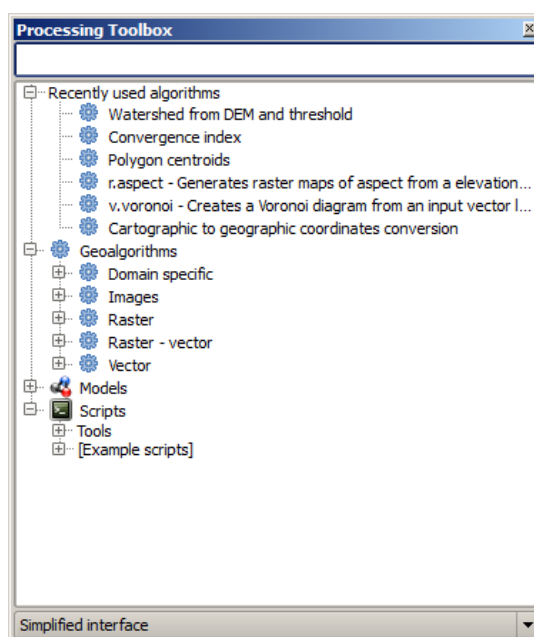 Processing Toolbox
Recently used algorithms
Watershed from DEM and threshold
Convergence index
Polygon centroids
r.aspect - Generates raster maps of aspect from a elevation...
v.voronoi - Creates a Voronoi diagram from an input vector l...
Cartographic to geographic coordinates conversion
Geoalgorithms
Domain specific
Images
Raster
Raster - vector
Vector
Models
Scripts
Tools
[Example scripts]
Simplified interface